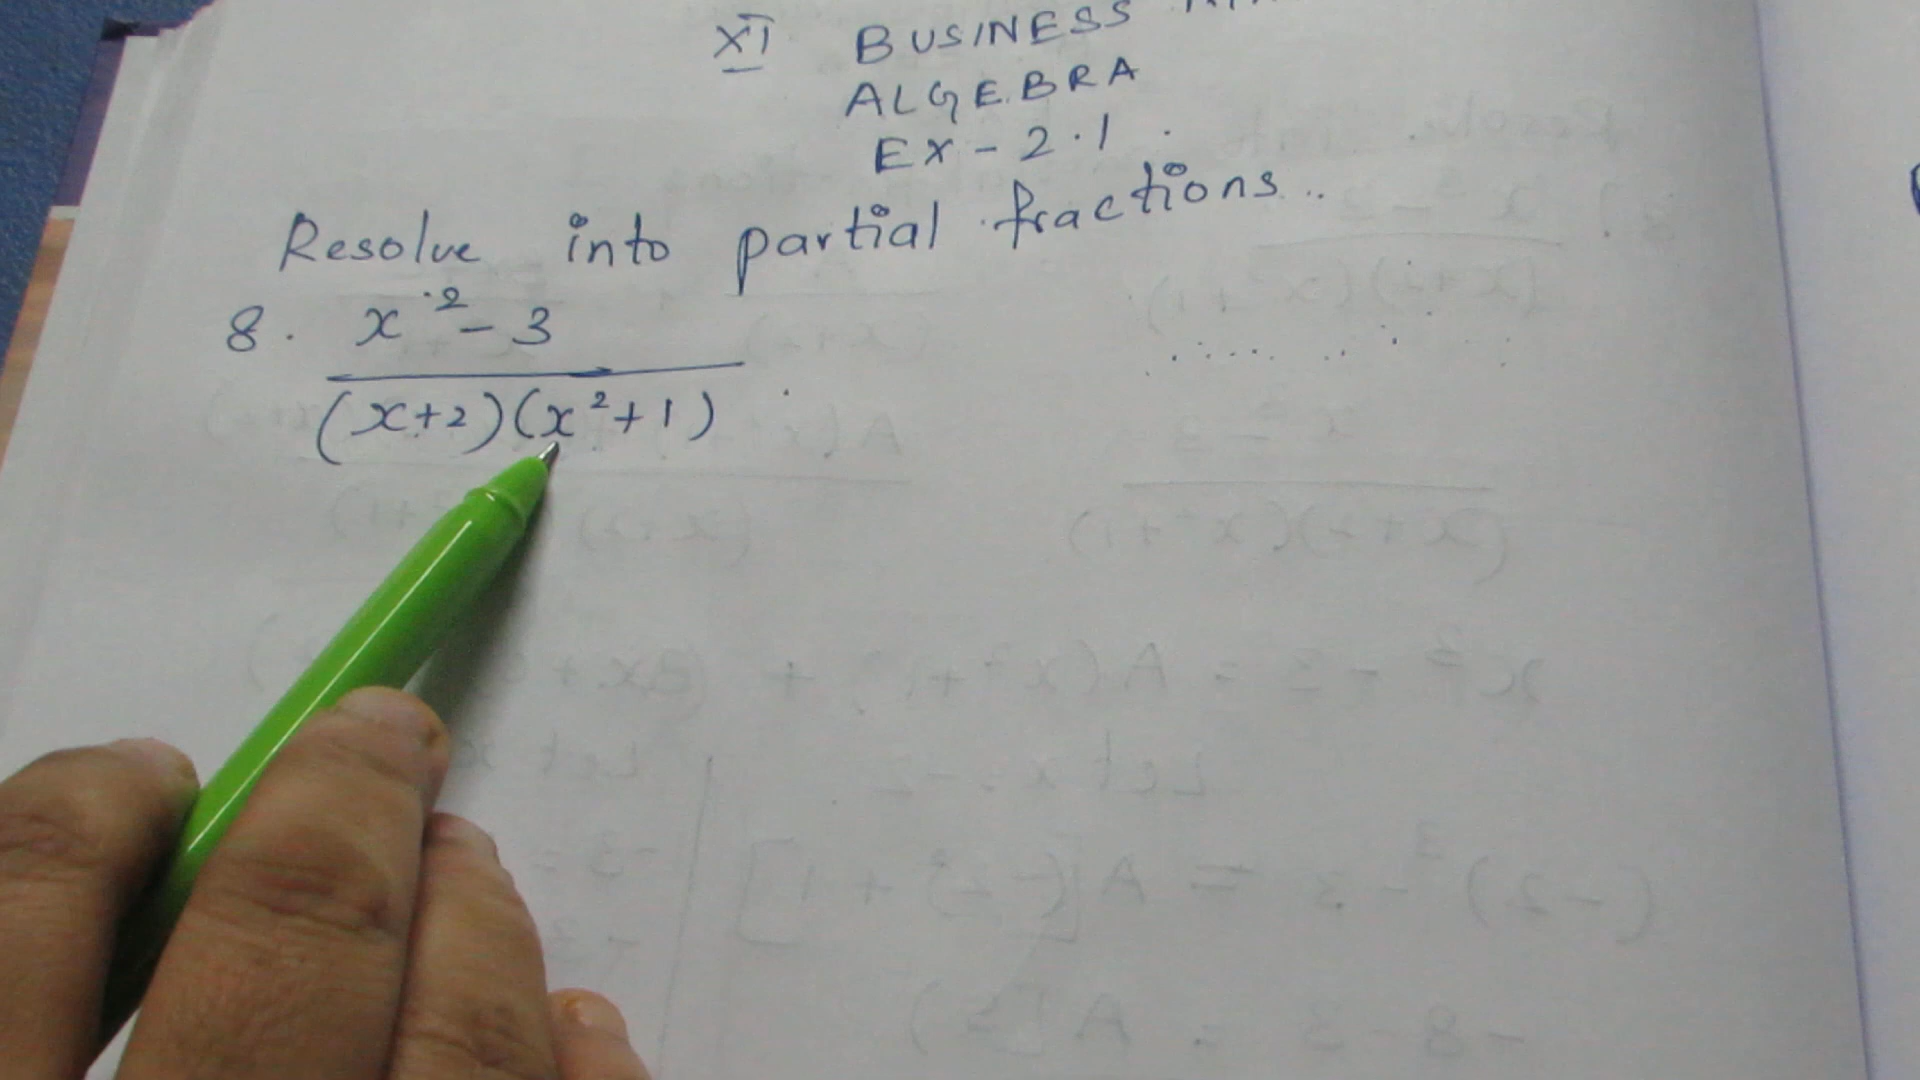 XI BUSINESS
ALGEBRA
EX - 2.1
Resolve into partial fractions..
8. x² - 3
(x+2)(x²+1)